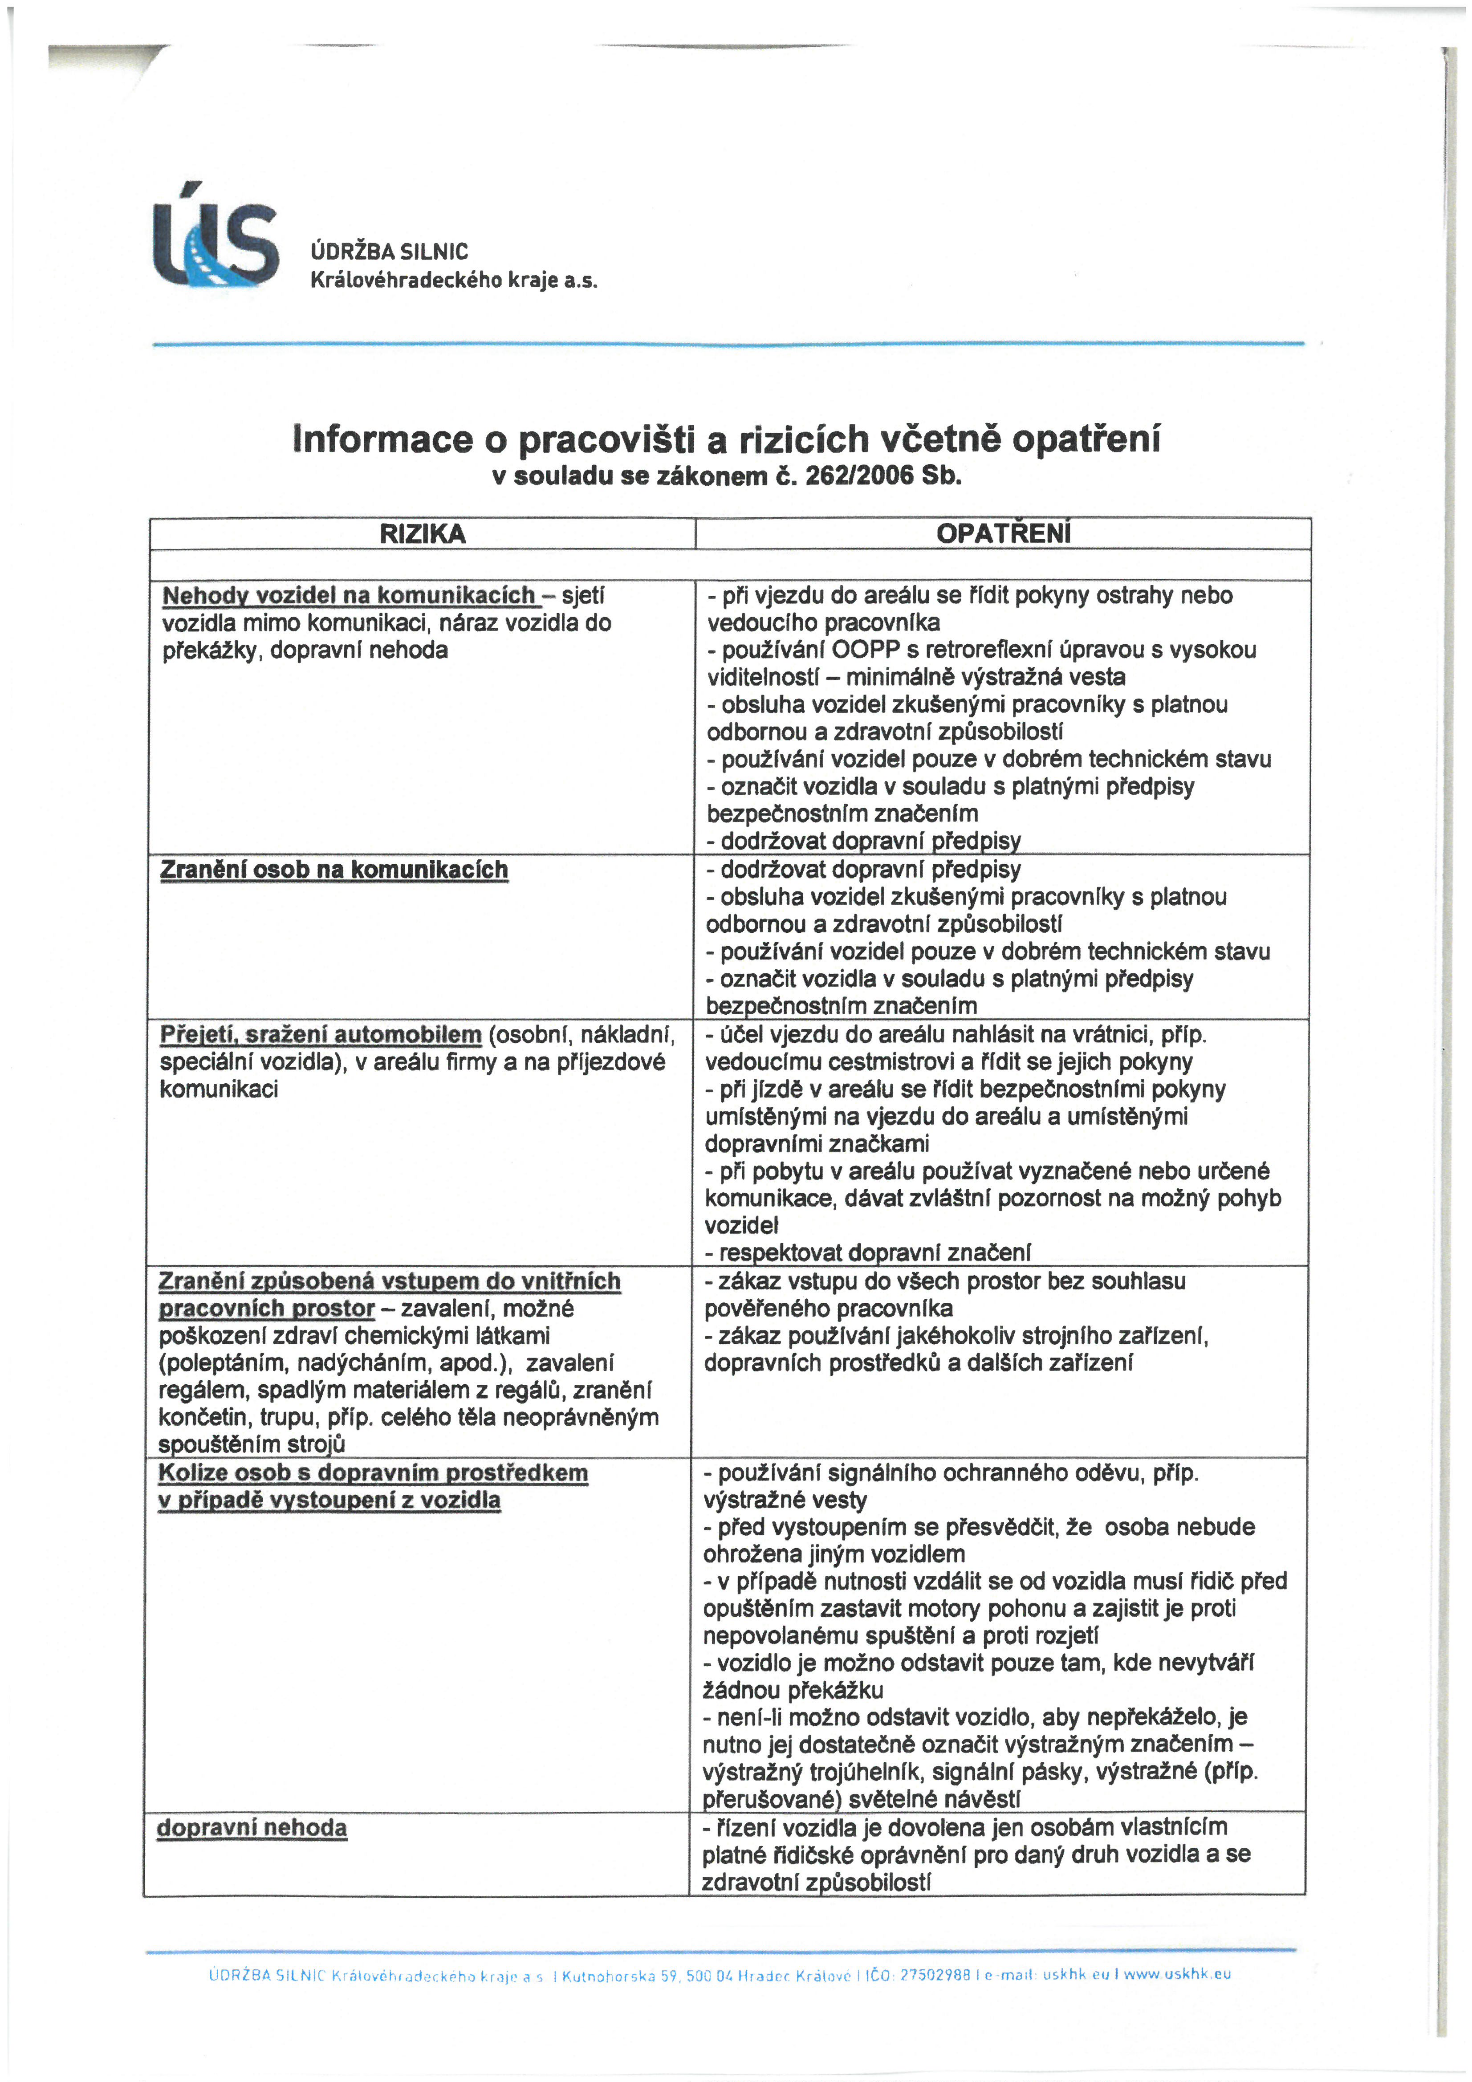 ÚS
ÚDRŽBA SILNIC
Královéhradeckého kraje a.s.
Informace o pracovišti a rizicích včetně opatření
v souladu se zákonem č. 262/2006 Sb.
RIZIKA
OPATŘENÍ
Nehody vozidel na komunikacích – sjetí
vozidla mimo komunikaci, náraz vozidla do
překážky, dopravní nehoda
- při vjezdu do areálu se řídit pokyny ostrahy nebo
vedoucího pracovníka
- používání OOPP s retroreflexní úpravou s vysokou
viditelností – minimálně výstražná vesta
- obsluha vozidel zkušenými pracovníky s platnou
odbornou a zdravotní způsobilostí
- používání vozidel pouze v dobrém technickém stavu
- označit vozidla v souladu s platnými předpisy
bezpečnostním značením
- dodržovat dopravní předpisy
Zranění osob na komunikacích
- dodržovat dopravní předpisy
- obsluha vozidel zkušenými pracovníky s platnou
odbornou a zdravotní způsobilostí
- používání vozidel pouze v dobrém technickém stavu
- označit vozidla v souladu s platnými předpisy
bezpečnostním značením
Přejetí, sražení automobilem (osobní, nákladní,
speciální vozidla), v areálu firmy a na příjezdové
komunikaci
- účel vjezdu do areálu nahlásit na vrátnici, příp.
vedoucímu cestmistrovi a řídit se jejich pokyny
- při jízdě v areálu se řídit bezpečnostními pokyny
umístěnými na vjezdu do areálu a umístěnými
dopravními značkami
- při pobytu v areálu používat vyznačené nebo určené
komunikace, dávat zvláštní pozornost na možný pohyb
vozidel
- respektovat dopravní značení
Zranění způsobená vstupem do vnitřních
pracovních prostor – zavalení, možné
poškození zdraví chemickými látkami
(poleptáním, nadýcháním, apod.), zavalení
regálem, spadlým materiálem z regálů, zranění
končetin, trupu, příp. celého těla neoprávněným
spouštěním strojů
- zákaz vstupu do všech prostor bez souhlasu
pověřeného pracovníka
- zákaz používání jakéhokoliv strojního zařízení,
dopravních prostředků a dalších zařízení
Kolize osob s dopravním prostředkem
v případě vystoupení z vozidla
- používání signálního ochranného oděvu, příp.
výstražné vesty
- před vystoupením se přesvědčit, že osoba nebude
ohrožena jiným vozidlem
- v případě nutnosti vzdálit se od vozidla musí řidič před
opuštěním zastavit motory pohonu a zajistit je proti
nepovolanému spuštění a proti rozjetí
- vozidlo je možno odstavit pouze tam, kde nevytváří
žádnou překážku
- není-li možno odstavit vozidlo, aby nepřekáželo, je
nutno jej dostatečně označit výstražným značením –
výstražný trojúhelník, signální pásky, výstražné (příp.
přerušované) světelné návěstí
dopravní nehoda
- řízení vozidla je dovolena jen osobám vlastnícím
platné řidičské oprávnění pro daný druh vozidla a se
zdravotní způsobilostí
ÚDRŽBA SILNIC Královéhradeckého kraje a.s. | Kutnohorská 59, 500 04 Hradec Králové | IČO: 27502988 | e-mail: uskhk.eu | www.uskhk.eu